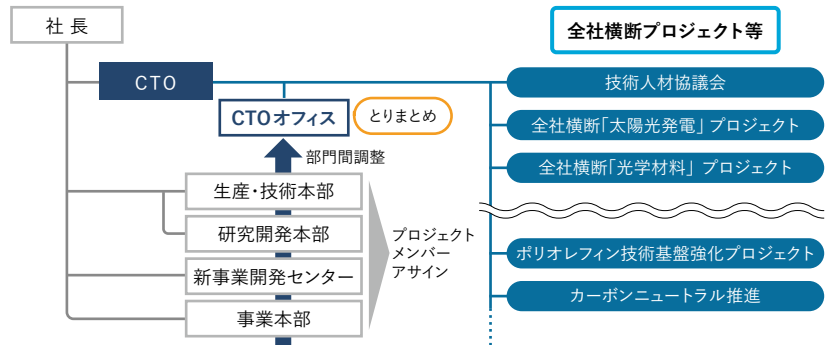 社 長
全社横断プロジェクト等
CTO
技術人材協議会
CTOオフィス
とりまとめ
全社横断「太陽光発電」プロジェクト
部門間調整
全社横断「光学材料」プロジェクト
生産・技術本部
研究開発本部
プロジェクト
メンバー
アサイン
新事業開発センター
事業本部
ポリオレフィン技術基盤強化プロジェクト
カーボンニュートラル推進